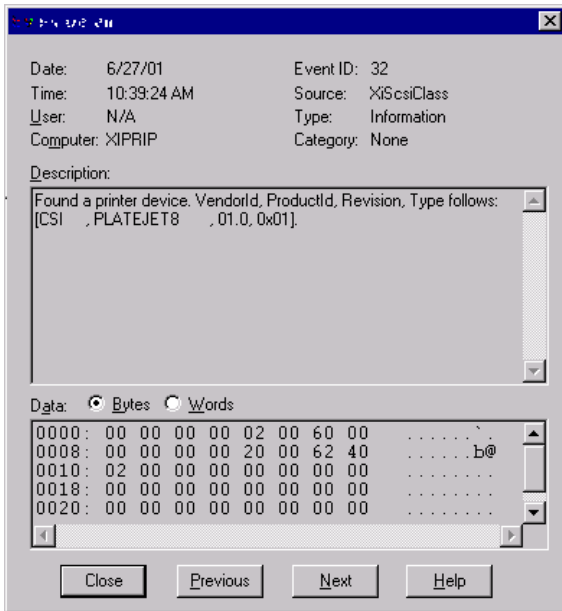 Date: 6/27/01 Event ID: 32
Time: 10:39:24 AM Source: XiScsiClass
User: N/A Type: Information
Computer: XIPRIP Category: None
Description:
Found a printer device. VendorId, ProductId, Revision, Type follows:
[CSI , PLATEJET8 , 01.0, 0x01].
Data: Bytes Words
0000: 00 00 00 00 02 00 60 00 ......`.
0008: 00 00 00 00 20 00 62 40 .... .b@
0010: 02 00 00 00 00 00 00 00 ........
0018: 00 00 00 00 00 00 00 00 ........
0020: 00 00 00 00 00 00 00 00 ........
Close Previous Next Help